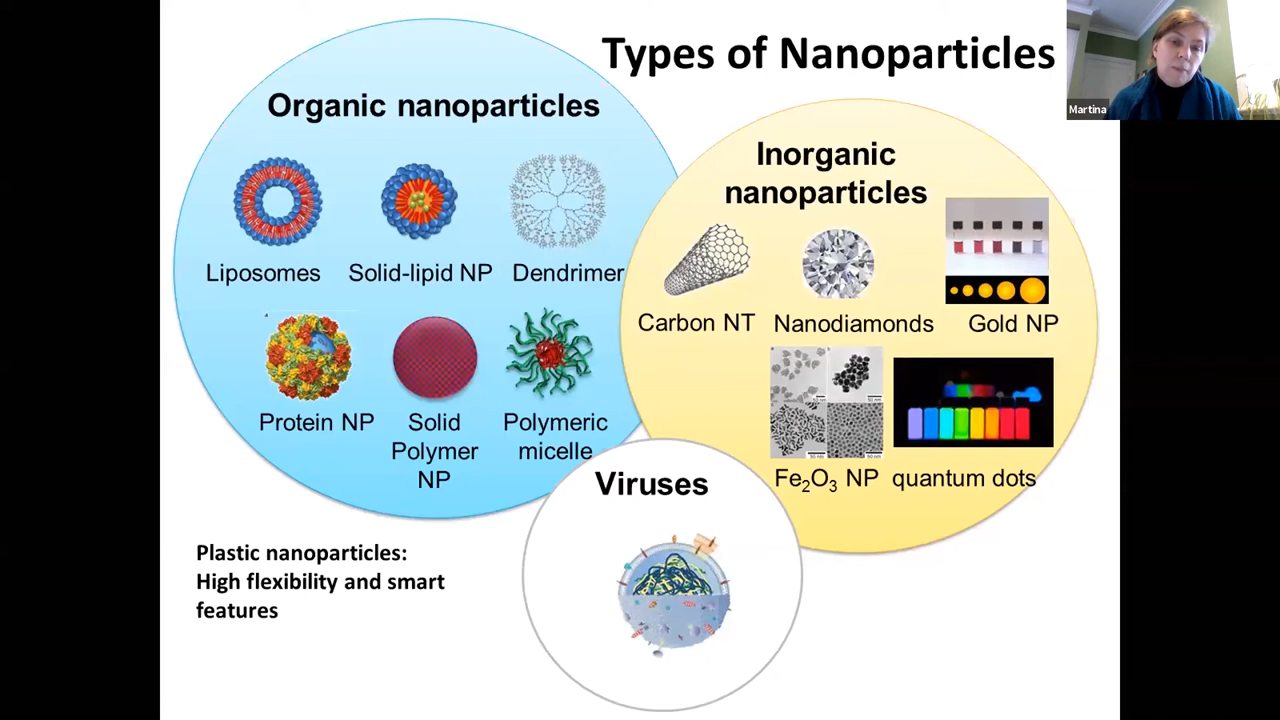 Types of Nanoparticles
Martina
Organic nanoparticles
Liposomes
Solid-lipid NP
Dendrimer
Protein NP
Solid
Polymer
NP
Polymeric
micelle
Inorganic
nanoparticles
Carbon NT
Nanodiamonds
Gold NP
Fe₂O₃ NP
quantum dots
Viruses
Plastic nanoparticles:
High flexibility and smart
features